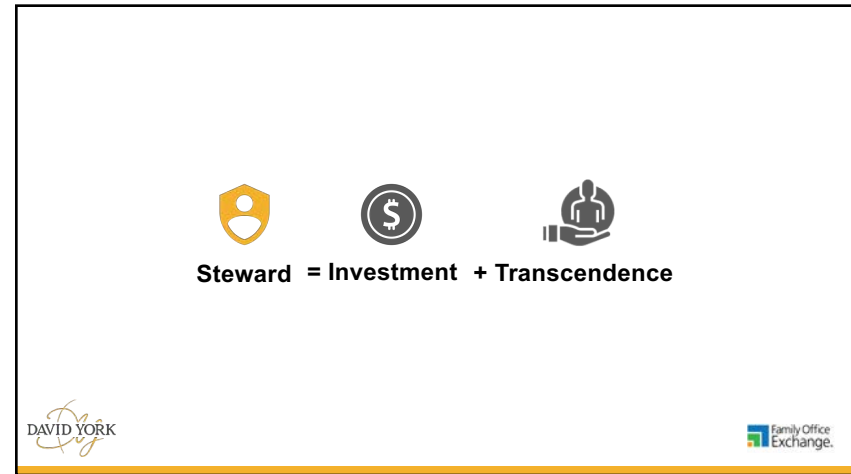 $
Steward = Investment + Transcendence
DAVID YORK
Family Office
Exchange.